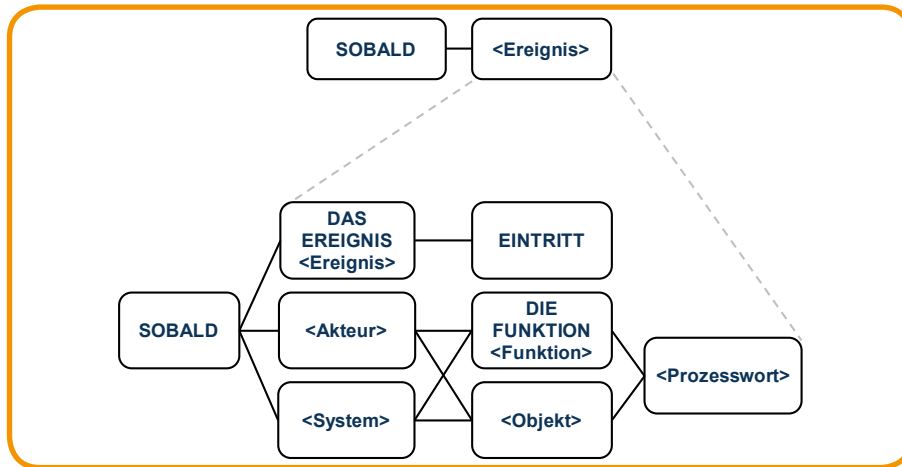 SOBALD
<Ereignis>
DAS
EREIGNIS
<Ereignis>
EINTRITT
SOBALD
<Akteur>
DIE
FUNKTION
<Funktion>
<Prozesswort>
<System>
<Objekt>